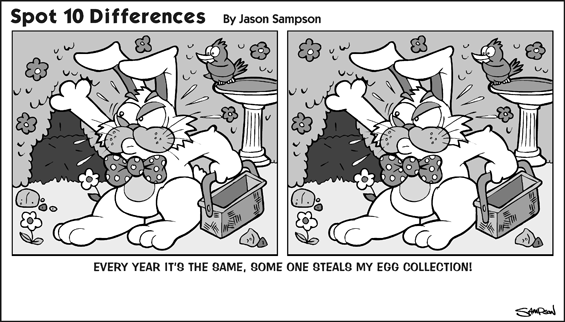 Spot 10 Differences By Jason Sampson
EVERY YEAR IT'S THE SAME, SOME ONE STEALS MY EGG COLLECTION!
SAMPSON